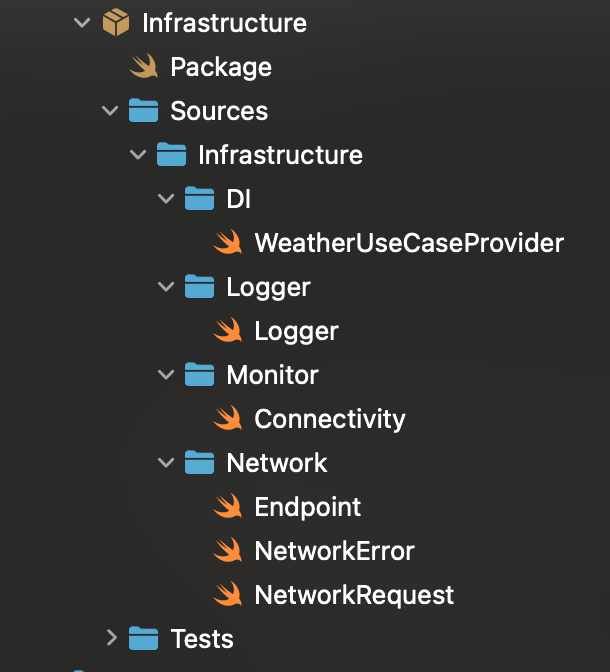 Infrastructure
Package
Sources
Infrastructure
DI
WeatherUseCaseProvider
Logger
Logger
Monitor
Connectivity
Network
Endpoint
NetworkError
NetworkRequest
Tests